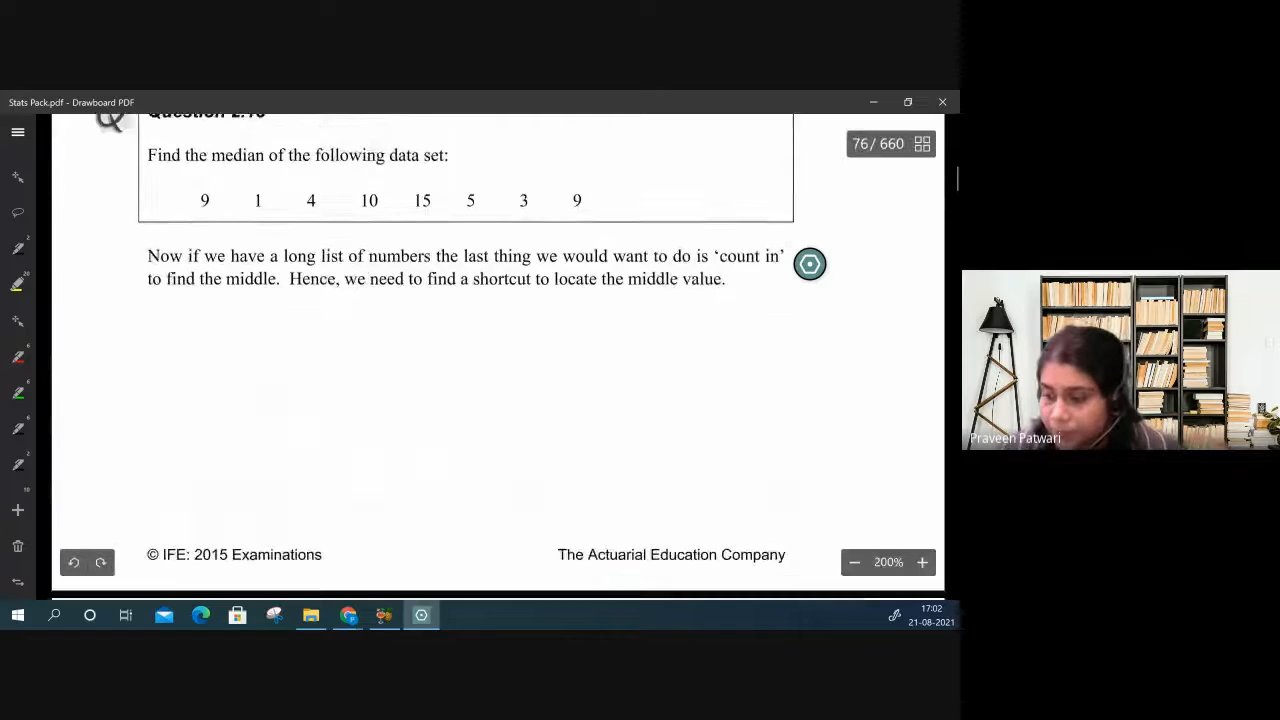 Stats Pack.pdf - Drawboard PDF
Find the median of the following data set:
76 / 660
9 1 4 10 15 5 3 9
Now if we have a long list of numbers the last thing we would want to do is ‘count in’
to find the middle. Hence, we need to find a shortcut to locate the middle value.
Praveen Patwari
© IFE: 2015 Examinations
The Actuarial Education Company
200%
17:02
21-08-2021